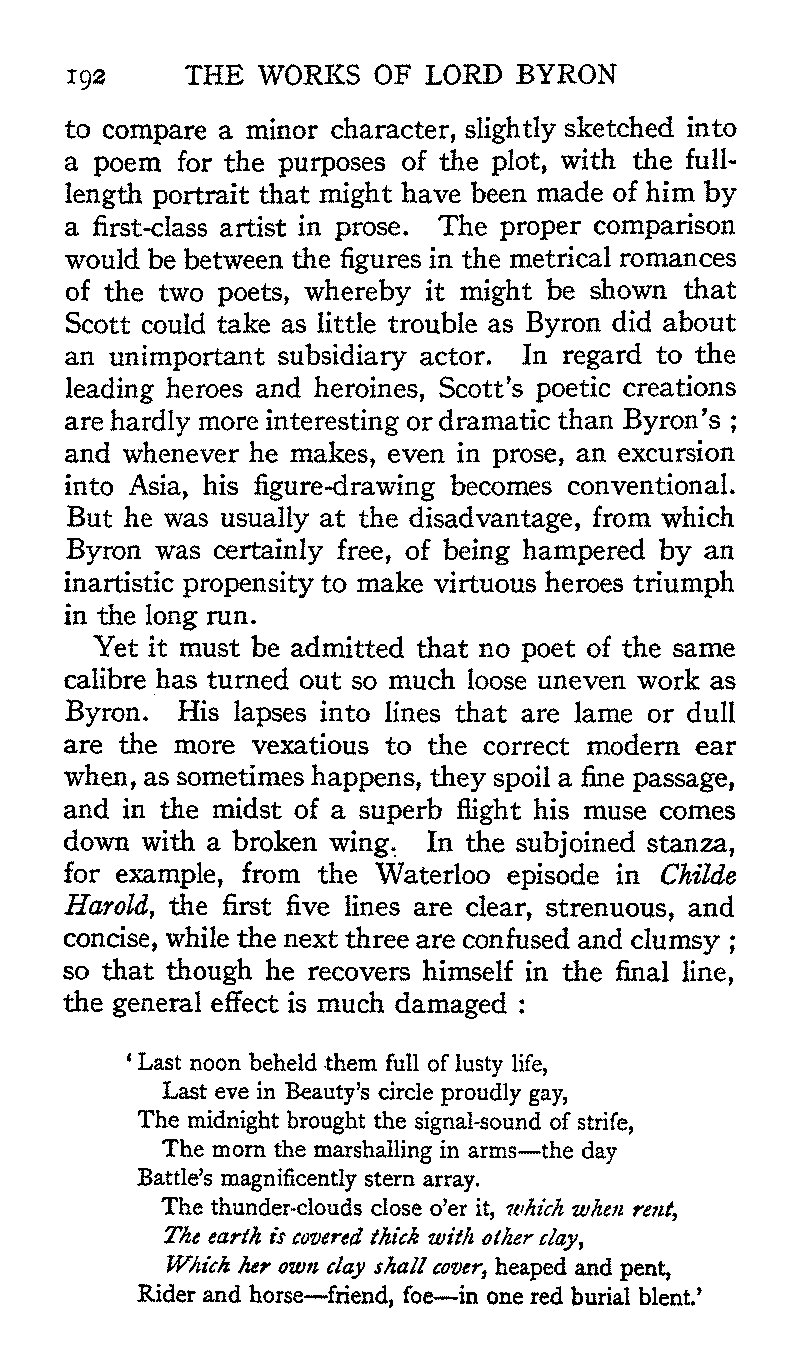 192 THE WORKS OF LORD BYRON
to compare a minor character, slightly sketched into
a poem for the purposes of the plot, with the full-
length portrait that might have been made of him by
a first-class artist in prose. The proper comparison
would be between the figures in the metrical romances
of the two poets, whereby it might be shown that
Scott could take as little trouble as Byron did about
an unimportant subsidiary actor. In regard to the
leading heroes and heroines, Scott's poetic creations
are hardly more interesting or dramatic than Byron's ;
and whenever he makes, even in prose, an excursion
into Asia, his figure-drawing becomes conventional.
But he was usually at the disadvantage, from which
Byron was certainly free, of being hampered by an
inartistic propensity to make virtuous heroes triumph
in the long run.
Yet it must be admitted that no poet of the same
calibre has turned out so much loose uneven work as
Byron. His lapses into lines that are lame or dull
are the more vexatious to the correct modern ear
when, as sometimes happens, they spoil a fine passage,
and in the midst of a superb flight his muse comes
down with a broken wing. In the subjoined stanza,
for example, from the Waterloo episode in Childe
Harold, the first five lines are clear, strenuous, and
concise, while the next three are confused and clumsy ;
so that though he recovers himself in the final line,
the general effect is much damaged :
‘ Last noon beheld them full of lusty life,
Last eve in Beauty's circle proudly gay,
The midnight brought the signal-sound of strife,
The morn the marshalling in arms—the day
Battle's magnificently stern array.
The thunder-clouds close o'er it, which when rent,
The earth is covered thick with other clay,
Which her own clay shall cover, heaped and pent,
Rider and horse—friend, foe—in one red burial blent.’